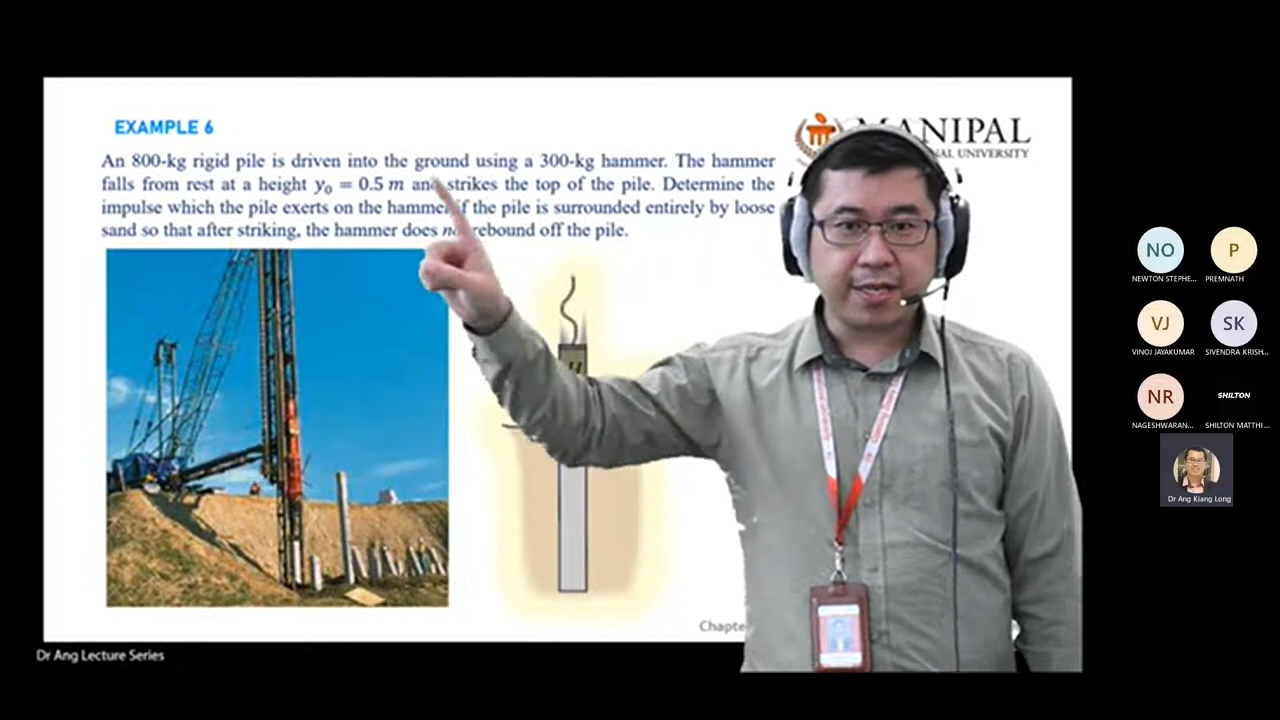 EXAMPLE 6
An 800-kg rigid pile is driven into the ground using a 300-kg hammer. The hammer
falls from rest at a height y₀ = 0.5 m and strikes the top of the pile. Determine the
impulse which the pile exerts on the hammer if the pile is surrounded entirely by loose
sand so that after striking, the hammer does rebound off the pile.
MANIPAL
UNIVERSITY
H
Chapte
Dr Ang Lecture Series
NO
P
NEWTON STEPHE...
PREMNATH
VJ
SK
VINOJ JAYAKUMAR
SIVENDRA KRISH...
NR
SHILTON
NAGESHWARAN...
SHILTON MATTHI...
Dr Ang Kiang Long